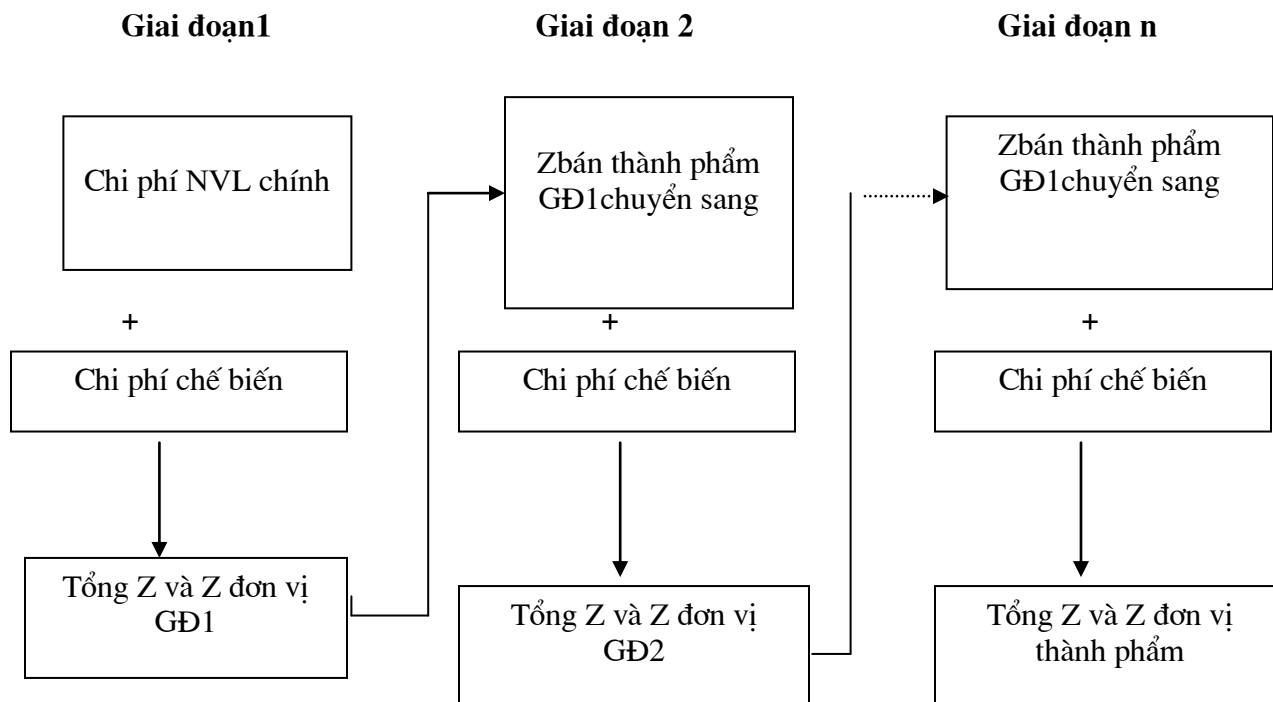 Giai đoạn1
Giai đoạn 2
Giai đoạn n
Chi phí NVL chính
Zbán thành phẩm
GĐ1chuyển sang
Zbán thành phẩm
GĐ1chuyển sang
+
+
+
Chi phí chế biến
Chi phí chế biến
Chi phí chế biến
Tổng Z và Z đơn vị
GĐ1
Tổng Z và Z đơn vị
GĐ2
Tổng Z và Z đơn vị
thành phẩm